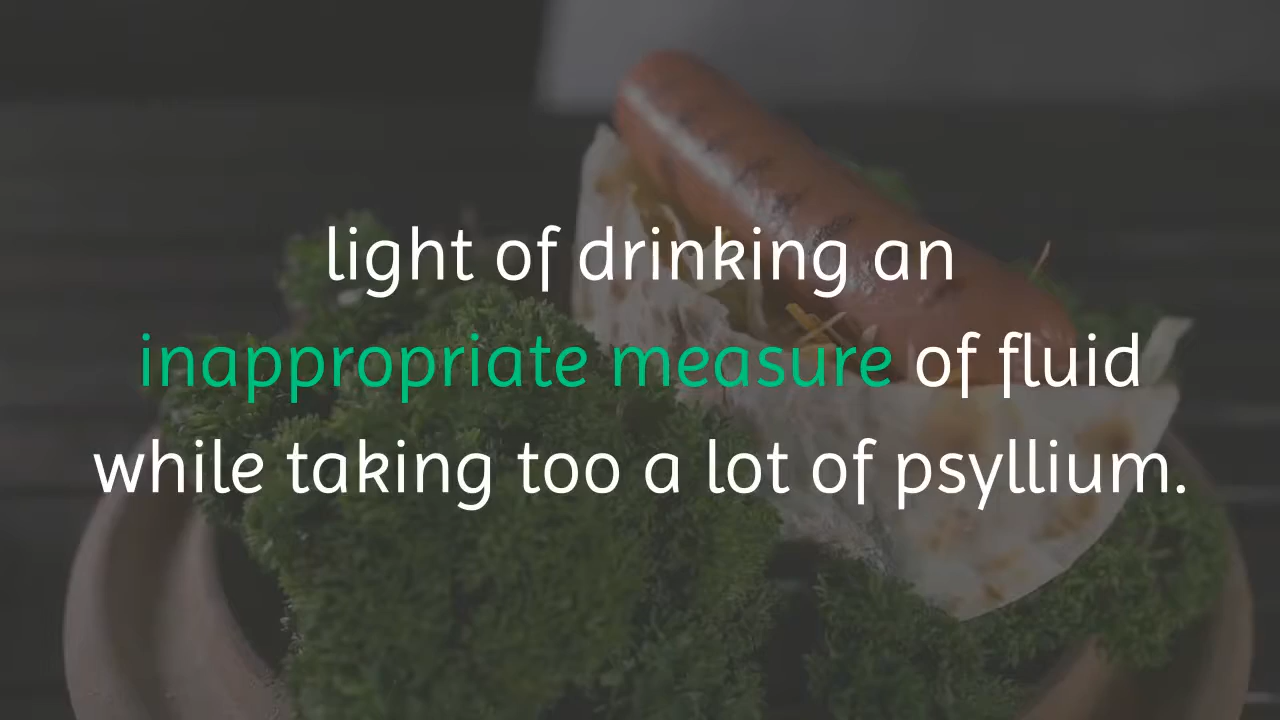 light of drinking an
inappropriate measure of fluid
while taking too a lot of psyllium.